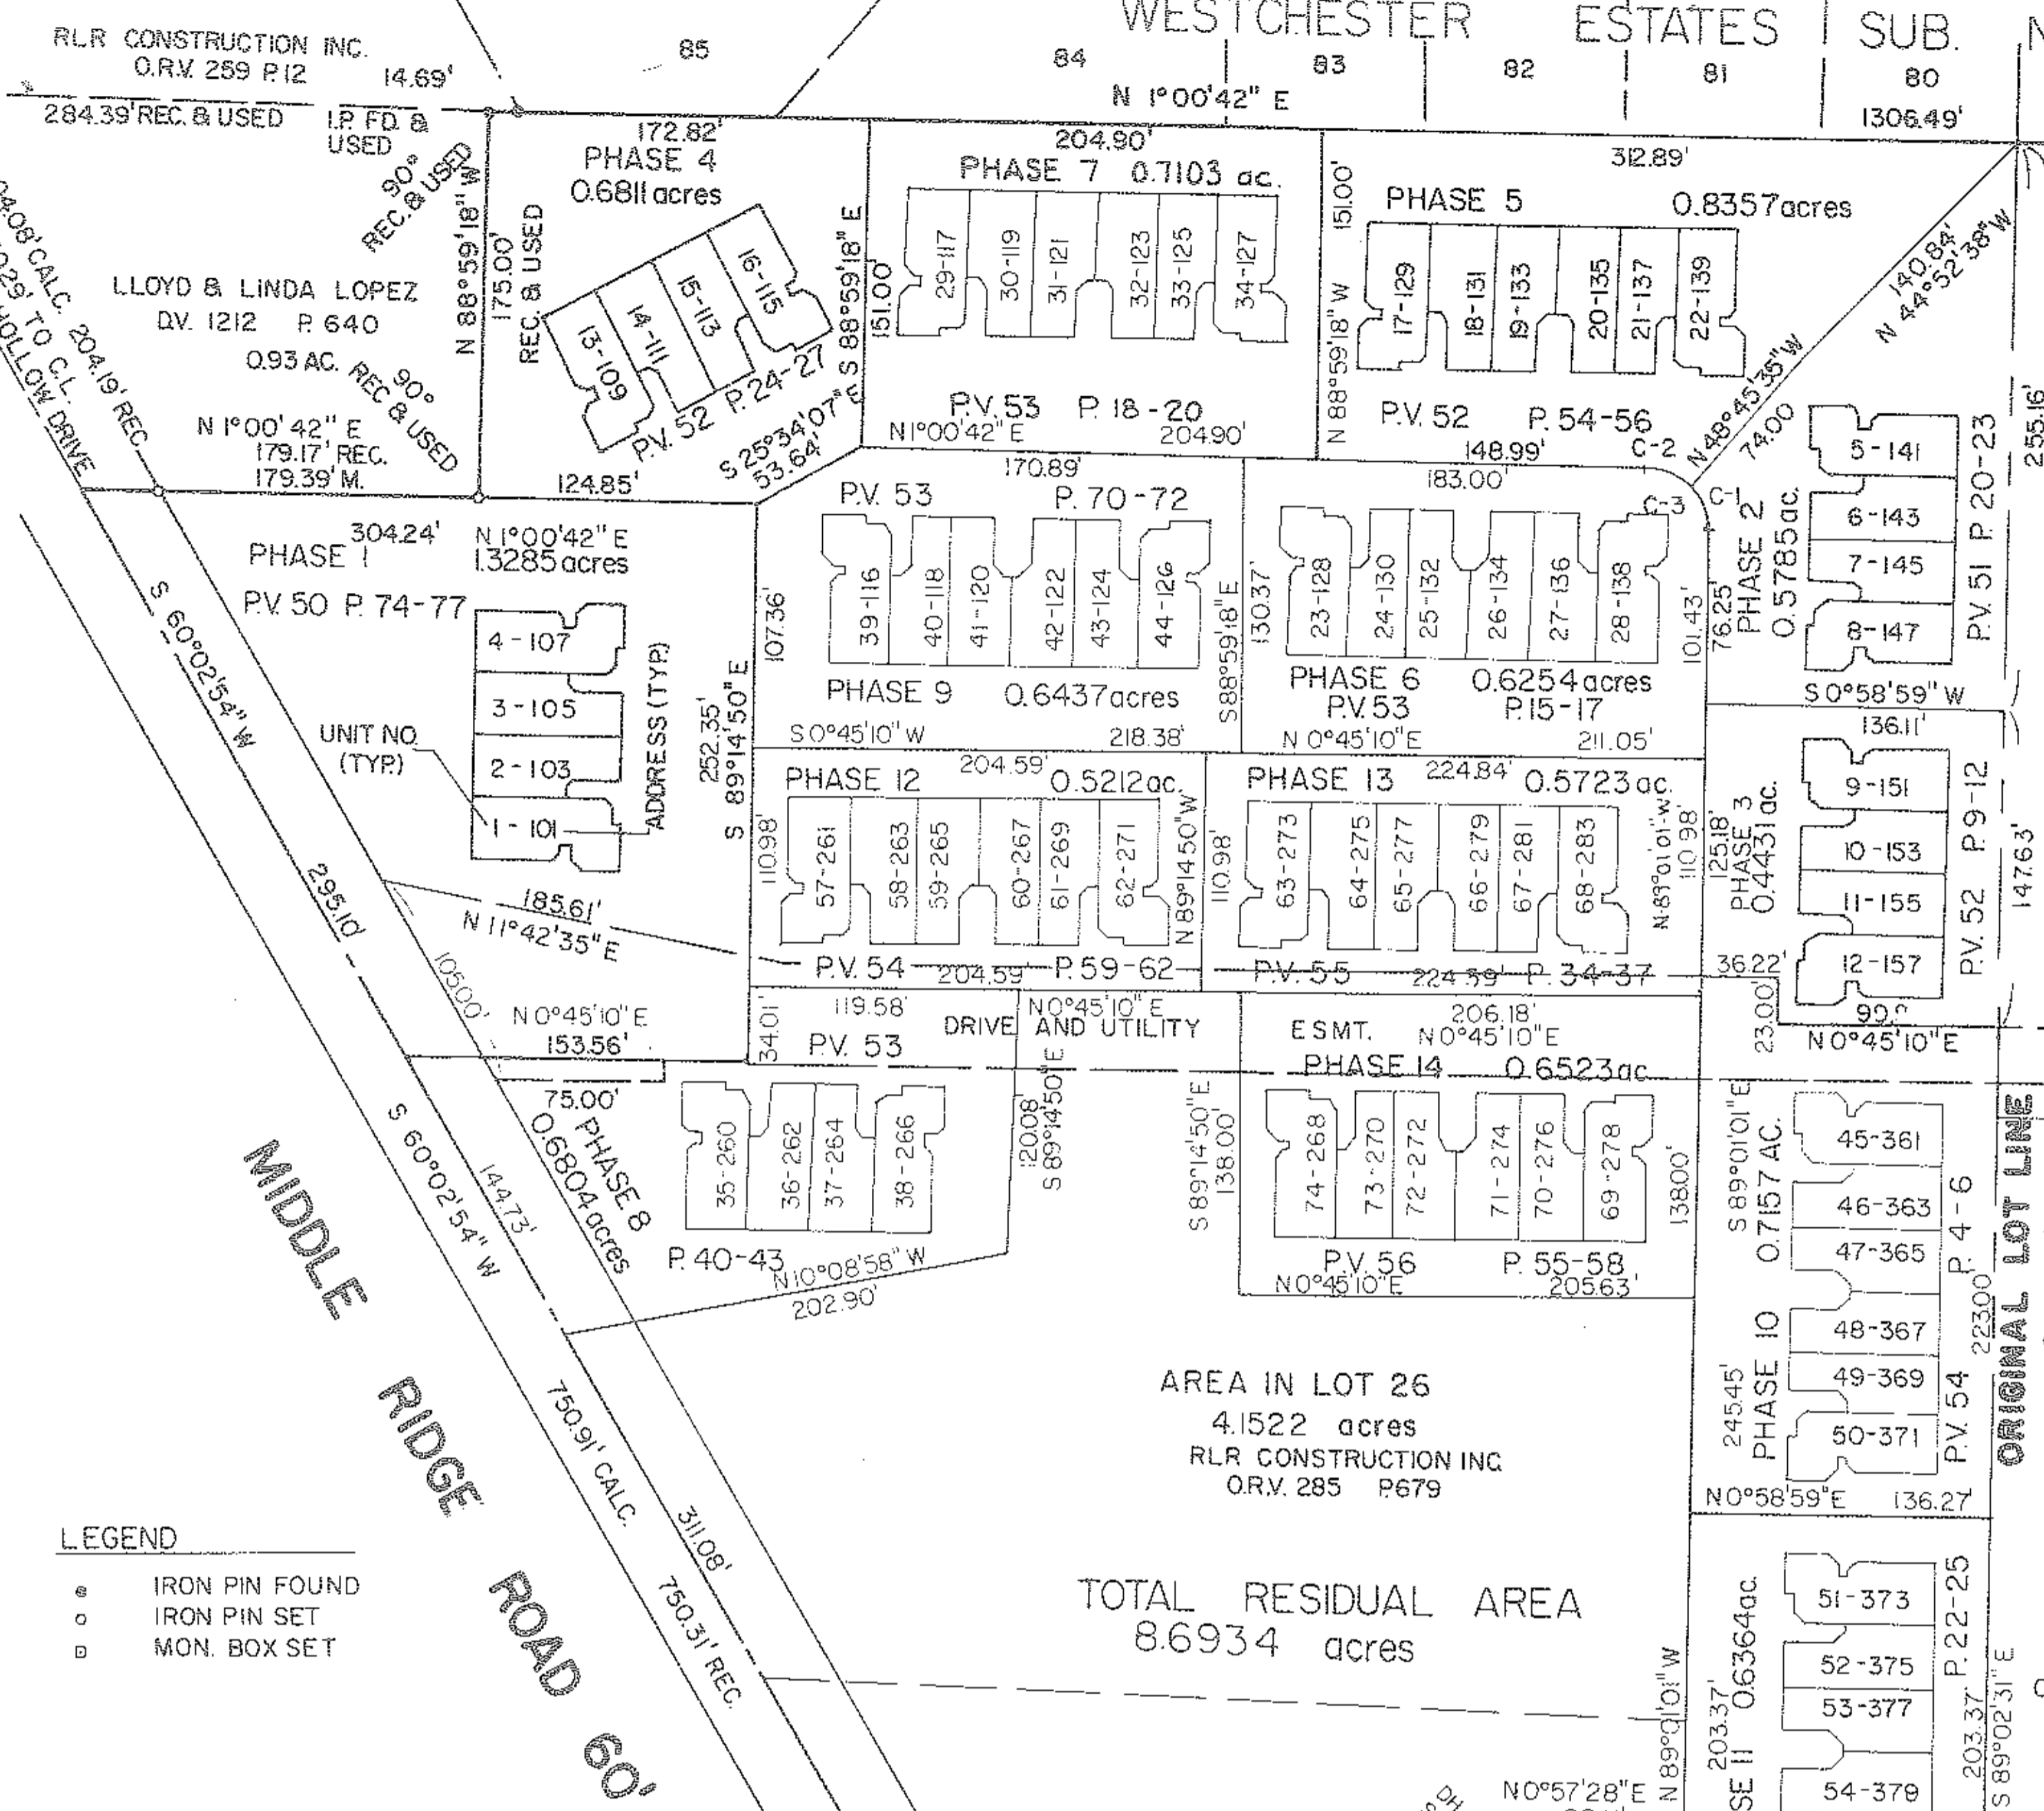 WESTCHESTER ESTATES SUB.
RLR CONSTRUCTION INC.
O.R.V. 259 P.12
14.69'
85
84
83
82
81
80
N 1°00'42" E
1306.49'
284.39' REC. & USED
I.P. FD. &
USED
90°
REC. & USED
172.82'
PHASE 4
0.6811 acres
204.90'
PHASE 7 0.7103 ac.
312.89'
PHASE 5 0.8357 acres
N 88°59'18" W
175.00'
REC. & USED
13-109
14-111
15-113
16-115
P.V. 52 P. 24-27
S 88°59'18" E
151.00'
29-117
30-119
31-121
32-123
33-125
34-127
P.V. 53 P. 18-20
N 1°00'42" E 204.90'
151.00'
N 88°59'18" W
17-129
18-131
19-133
20-135
21-137
22-139
P.V. 52 P. 54-56
148.99'
C-2
140.84'
N 44°52'38" W
N 48°45'35" W
74.00
255.16'
LLOYD & LINDA LOPEZ
D.V. 1212 P. 640
0.93 AC.
90°
REC & USED
N 1°00'42" E
179.17' REC.
179.39' M.
204.19' REC.
HOLLOW DRIVE
124.85'
S 25°34'07" E
53.64'
304.24'
N 1°00'42" E
PHASE 1
1.3285 acres
P.V. 50 P. 74-77
4-107
3-105
2-103
1-101
UNIT NO.
(TYP.)
ADDRESS (TYP.)
252.35'
S 89°14'50" E
107.36'
170.89'
P.V. 53 P. 70-72
39-116
40-118
41-120
42-122
43-124
44-126
PHASE 9 0.6437 acres
S 0°45'10" W 218.38'
S 88°59'18" E
130.37'
183.00'
C-3
C-1
23-128
24-130
25-132
26-134
27-136
28-138
PHASE 6 0.6254 acres
P.V. 53 P. 15-17
N 0°45'10" E 211.05'
101.43'
76.25'
PHASE 2
0.5785 ac.
5-141
6-143
7-145
8-147
P.V. 51 P. 20-23
S 0°58'59" W
136.11'
204.59'
PHASE 12 0.5212 ac.
110.98'
57-261
58-263
59-265
60-267
61-269
62-271
N 89°14'50" W
110.98'
P.V. 54 204.59' P. 59-62
224.84'
PHASE 13 0.5723 ac.
63-273
64-275
65-277
66-279
67-281
68-283
N 89°01'01" W
110.98
P.V. 55 224.59' P. 34-37
125.18'
PHASE 3
0.4431 ac.
9-151
10-153
11-155
12-157
P.V. 52 P. 9-12
147.63'
36.22'
23.00'
N 0°45'10" E
S 60°02'54" W
295.10'
185.61'
N 11°42'35" E
105.00'
N 0°45'10" E
153.56'
75.00'
34.01'
119.58'
N 0°45'10" E
DRIVE AND UTILITY ESMT.
P.V. 53
206.18'
N 0°45'10" E
PHASE 14 0.6523 ac.
PHASE 8
0.6804 acres
35-260
36-262
37-264
38-266
P. 40-43
N 10°08'58" W
202.90'
120.08
S 89°14'50" E
S 89°14'50" E
138.00'
74-268
73-270
72-272
71-274
70-276
69-278
138.00'
P.V. 56 P. 55-58
N 0°45'10" E 205.63'
S 89°01'01" E
0.7157 AC.
245.45'
PHASE 10
45-361
46-363
47-365
48-367
49-369
50-371
P.V. 54 P. 4-6
223.00
ORIGINAL LOT LINE
N 0°58'59" E 136.27'
S 60°02'54" W
144.73'
750.91' CALC.
311.08'
750.31' REC.
MIDDLE RIDGE ROAD 60'
AREA IN LOT 26
4.1522 acres
RLR CONSTRUCTION INC.
O.R.V. 285 P.679
TOTAL RESIDUAL AREA
8.6934 acres
LEGEND
IRON PIN FOUND
IRON PIN SET
MON. BOX SET
N 89°01'01" W
203.37'
0.6364 ac.
51-373
52-375
53-377
54-379
P. 22-25
203.37'
S 89°02'31" E
N 0°57'28" E